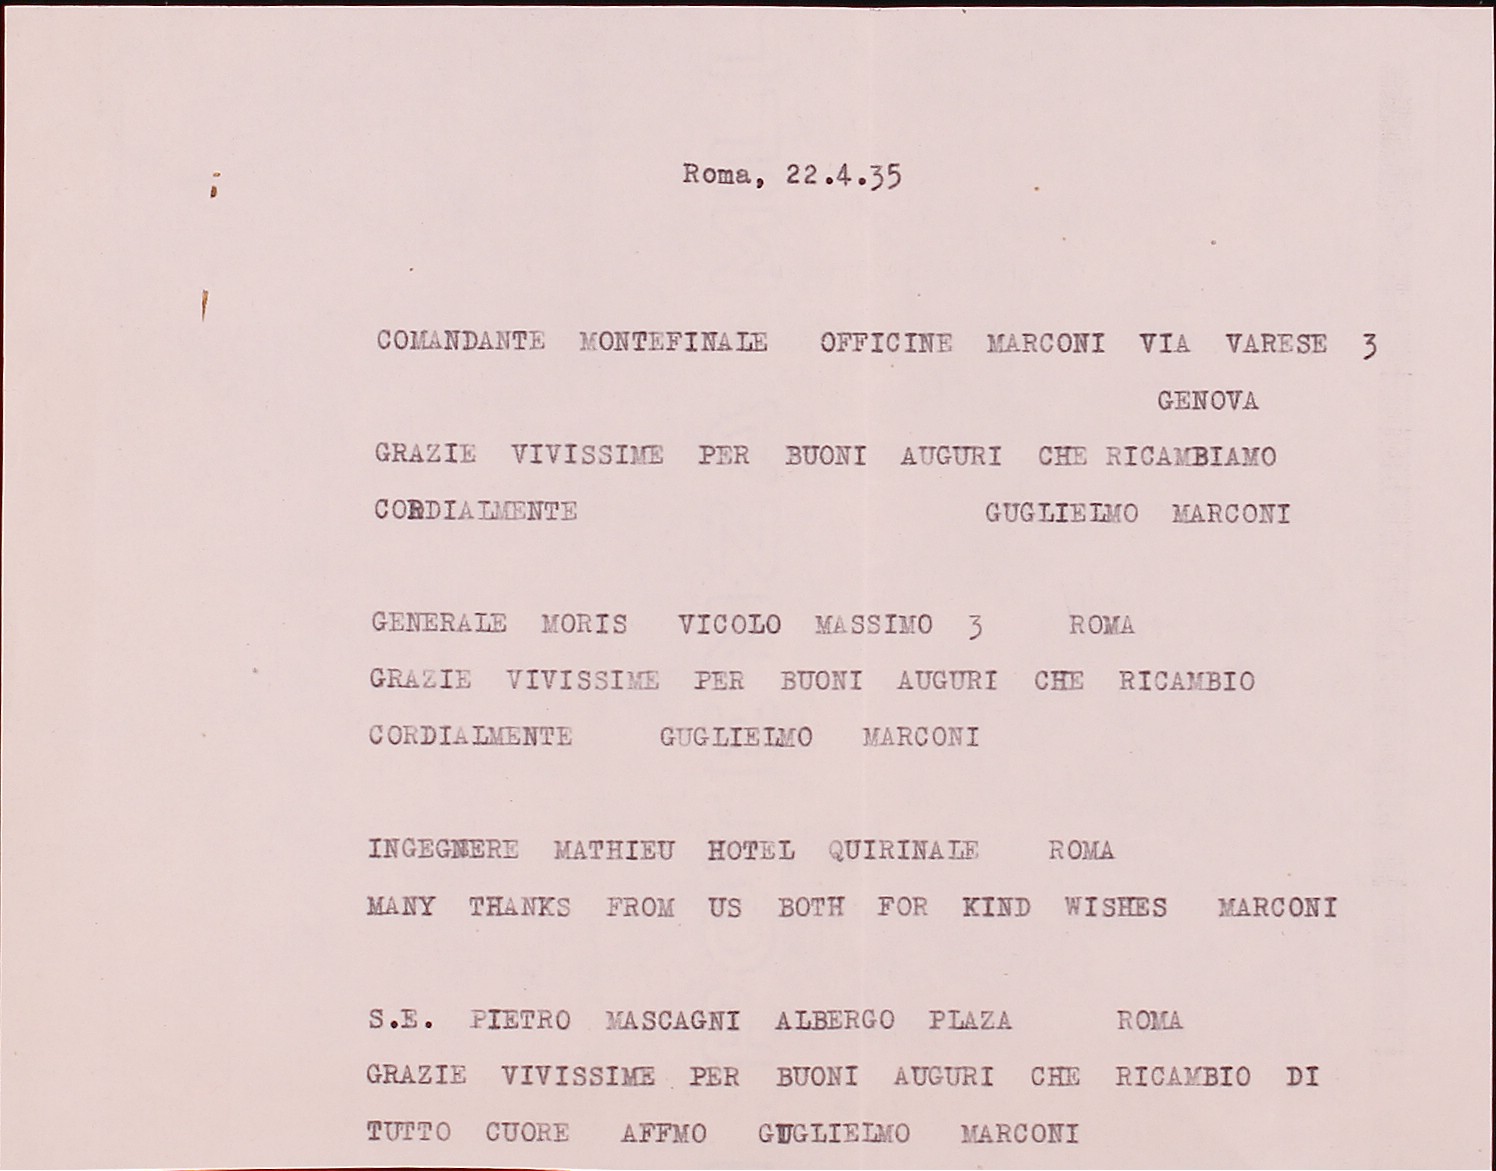 Roma, 22.4.35
COMANDANTE MONTEFINALE OFFICINE MARCONI VIA VARESE 3
GENOVA
GRAZIE VIVISSIME PER BUONI AUGURI CHE RICAMBIAMO
CORDIALMENTE GUGLIELMO MARCONI
GENERALE MORIS VICOLO MASSIMO 3 ROMA
GRAZIE VIVISSIME PER BUONI AUGURI CHE RICAMBIO
CORDIALMENTE GUGLIELMO MARCONI
INGEGNERE MATHIEU HOTEL QUIRINALE ROMA
MANY THANKS FROM US BOTH FOR KIND WISHES MARCONI
S.E. PIETRO MASCAGNI ALBERGO PLAZA ROMA
GRAZIE VIVISSIME PER BUONI AUGURI CHE RICAMBIO DI
TUTTO CUORE AFFMO GUGLIELMO MARCONI